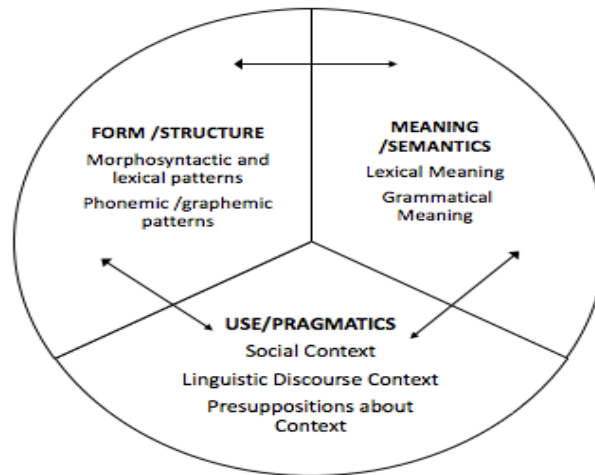 FORM /STRUCTURE
Morphosyntactic and
lexical patterns
Phonemic /graphemic
patterns
MEANING
/SEMANTICS
Lexical Meaning
Grammatical
Meaning
USE/PRAGMATICS
Social Context
Linguistic Discourse Context
Presuppositions about
Context